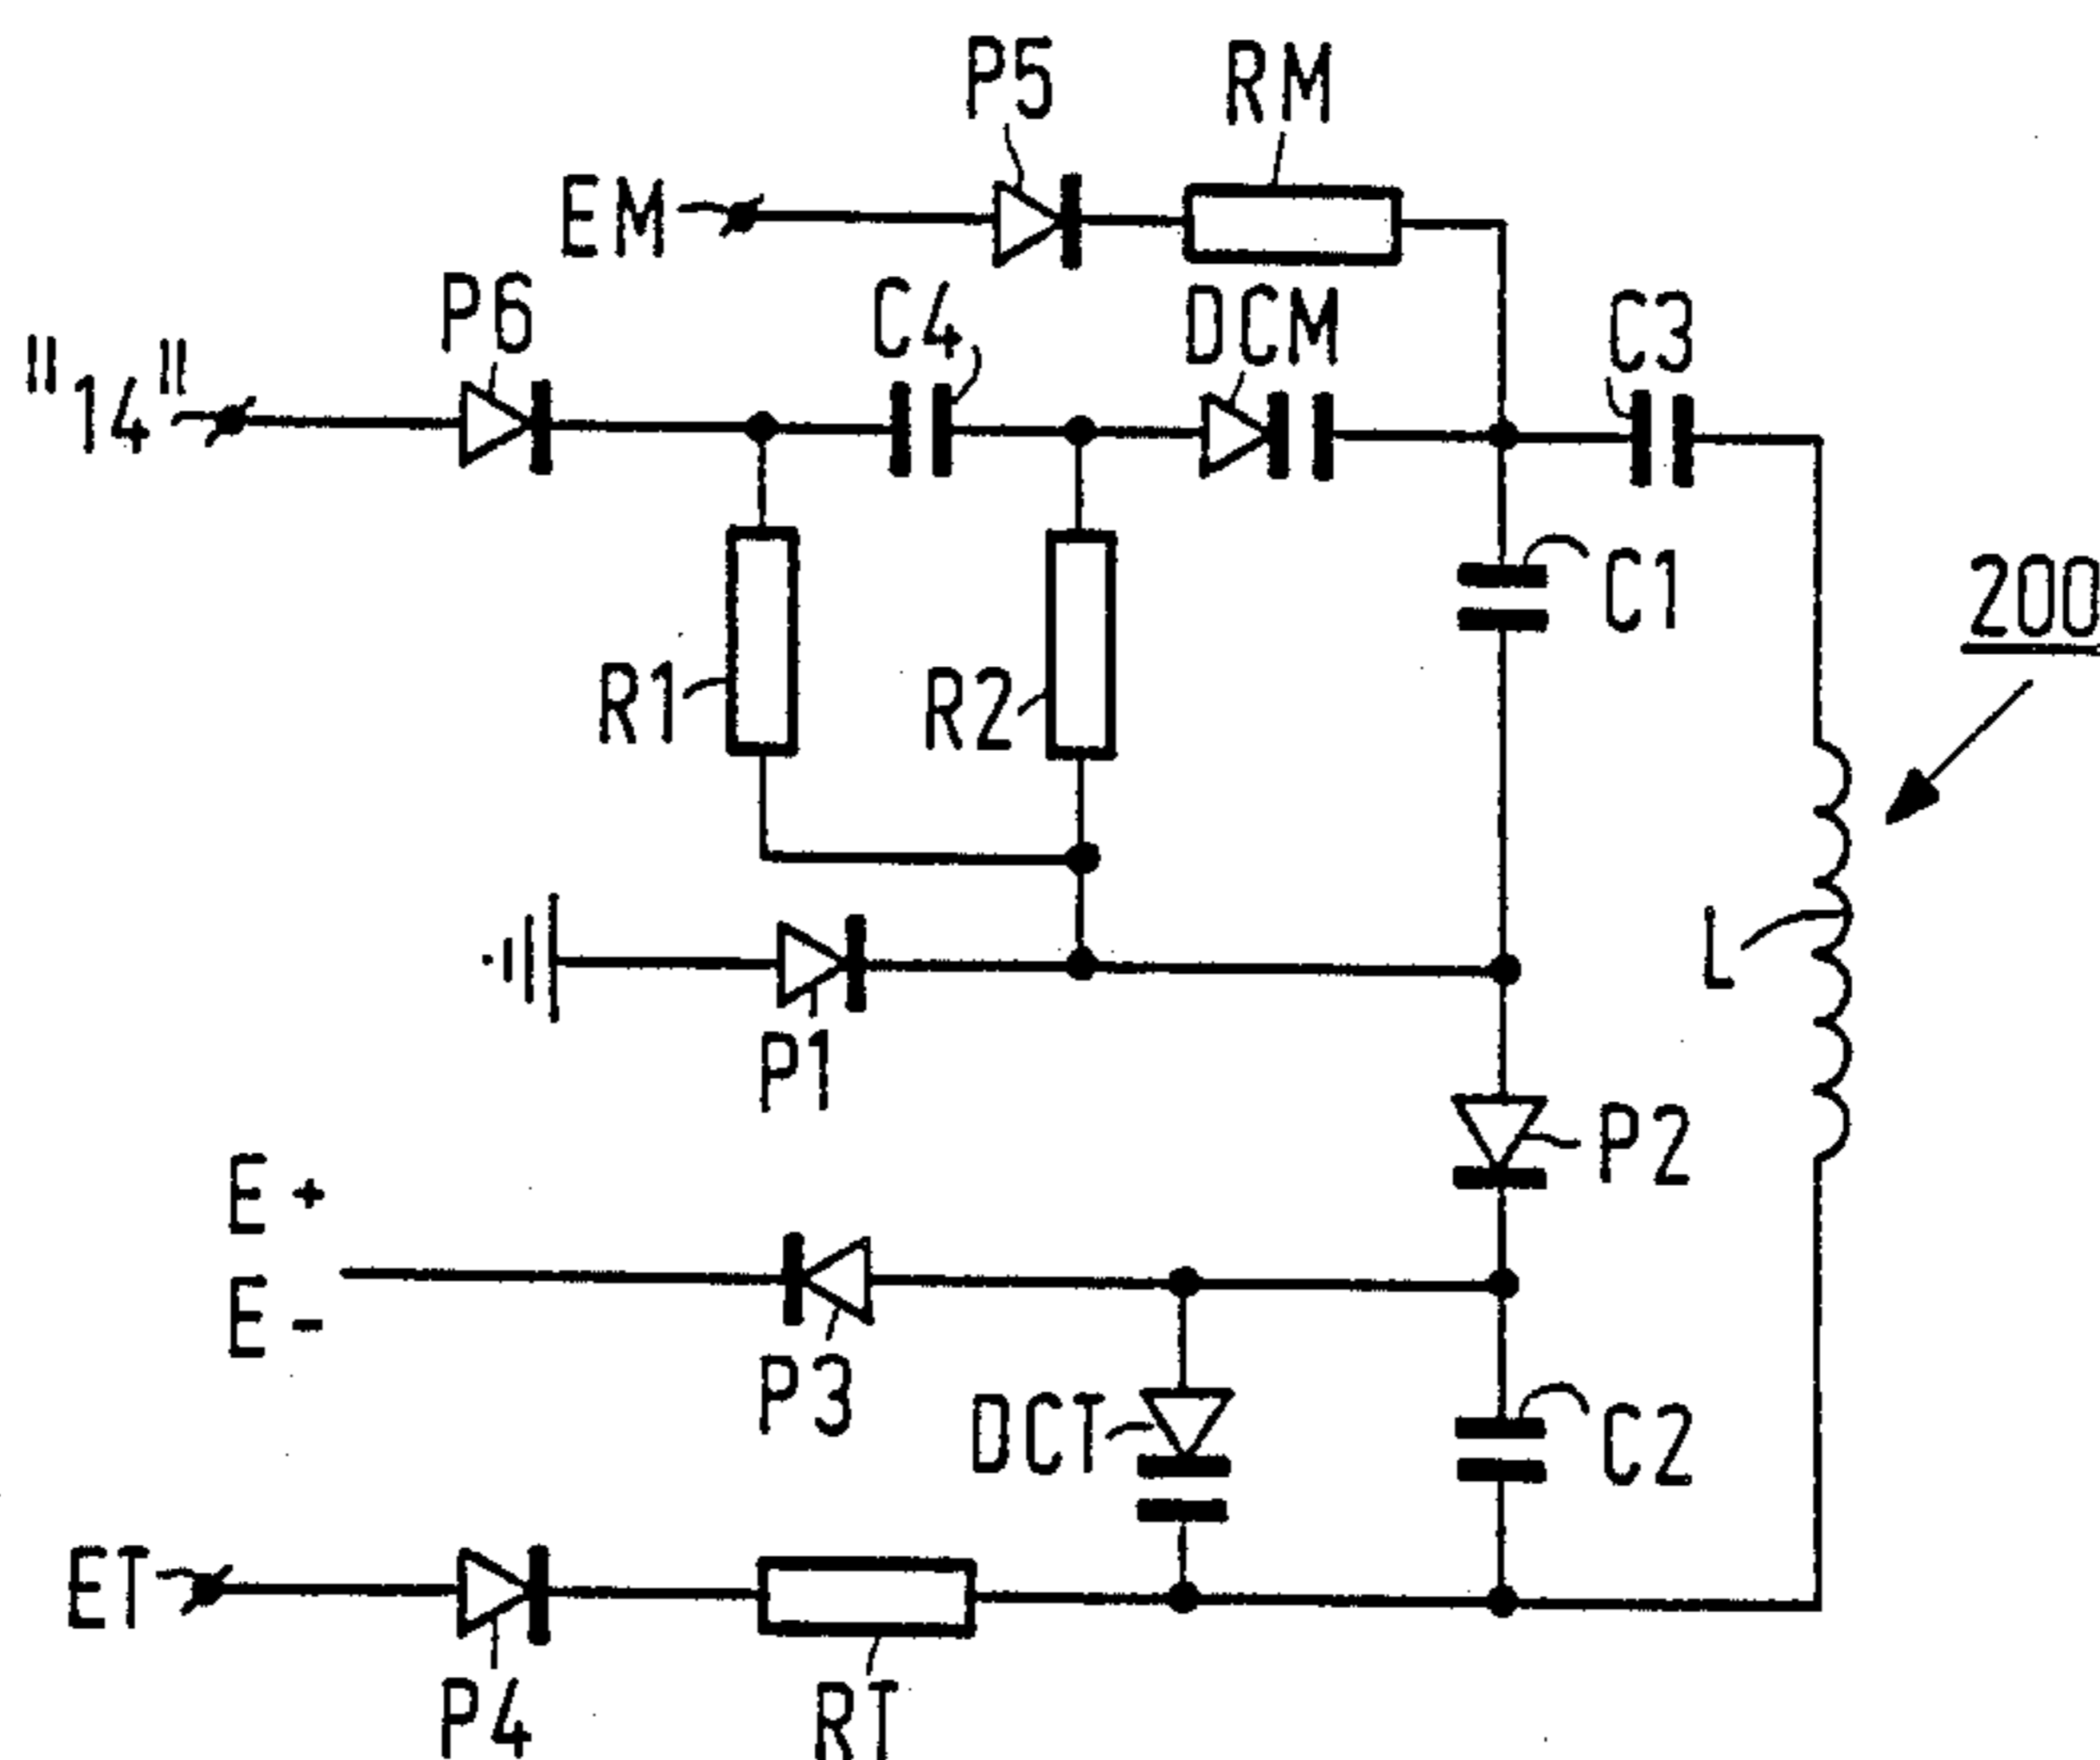 P5
RM
EM
P6
C4
DCM
C3
"14"
C1
200
R1
R2
L
P1
P2
E +
E -
P3
DCT
C2
ET
P4
RT